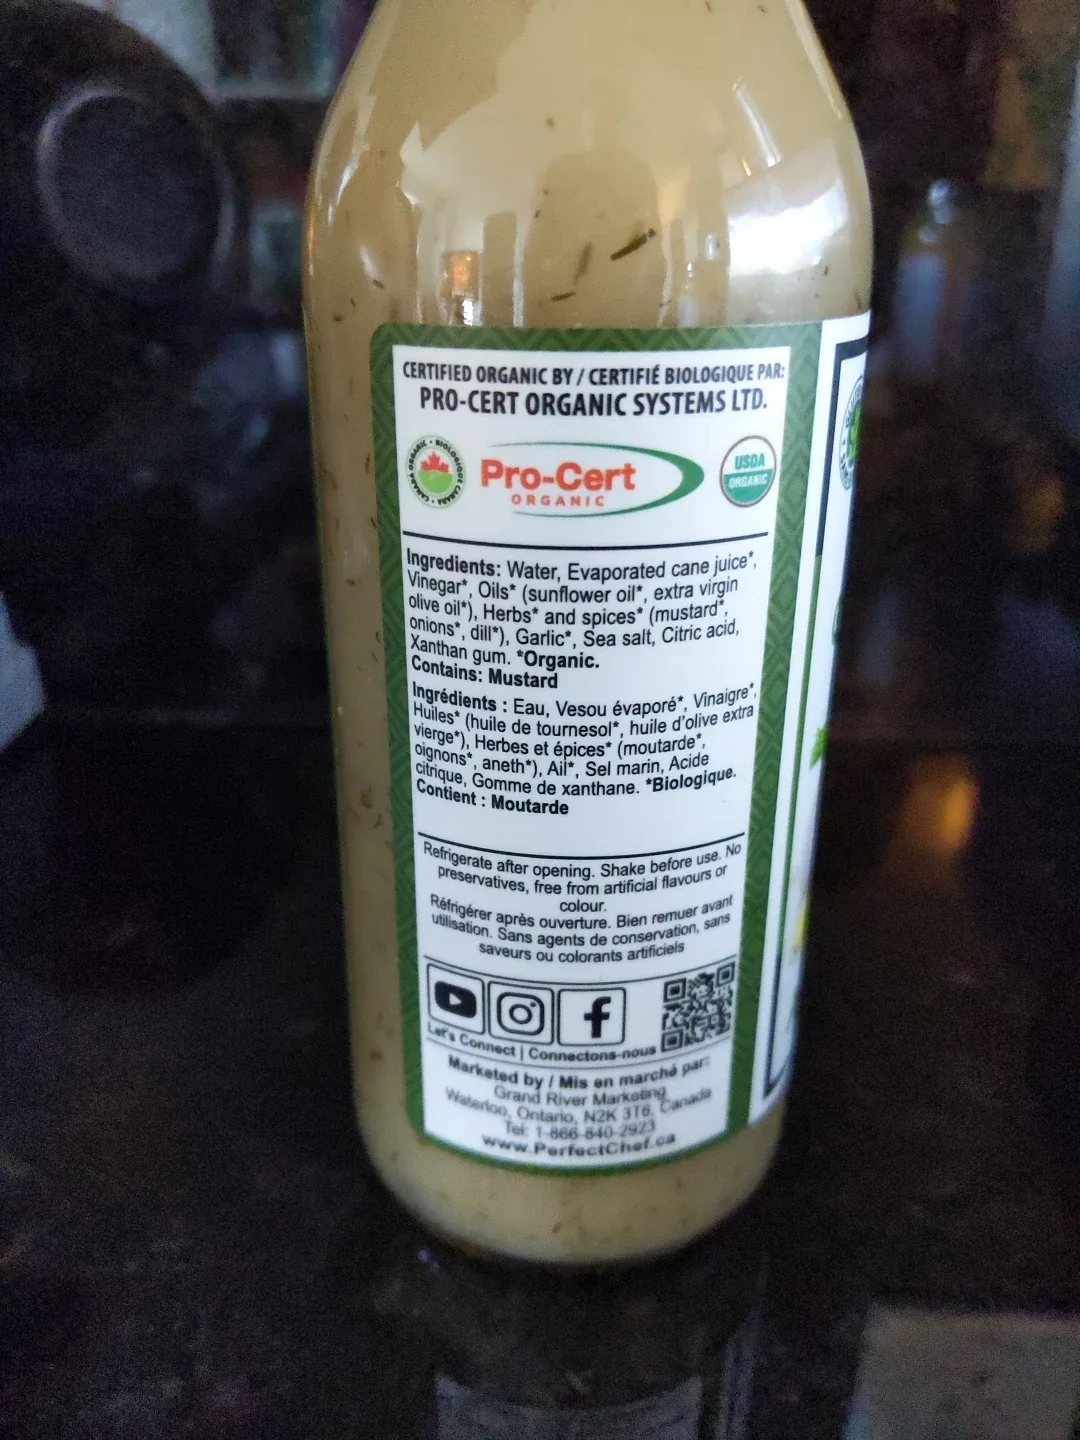 CERTIFIED ORGANIC BY / CERTIFIÉ BIOLOGIQUE PAR:
PRO-CERT ORGANIC SYSTEMS LTD.
CANADA ORGANIC • BIOLOGIQUE CANADA •
Pro-Cert
ORGANIC
USDA
ORGANIC
Ingredients: Water, Evaporated cane juice*,
Vinegar*, Oils* (sunflower oil*, extra virgin
olive oil*), Herbs* and spices* (mustard*,
onions*, dill*), Garlic*, Sea salt, Citric acid,
Xanthan gum. *Organic.
Contains: Mustard
Ingrédients : Eau, Vesou évaporé*, Vinaigre*,
Huiles* (huile de tournesol*, huile d'olive extra
vierge*), Herbes et épices* (moutarde*,
oignons*, aneth*), Ail*, Sel marin, Acide
citrique, Gomme de xanthane. *Biologique.
Contient : Moutarde
Refrigerate after opening. Shake before use. No
preservatives, free from artificial flavours or
colour.
Réfrigérer après ouverture. Bien remuer avant
utilisation. Sans agents de conservation, sans
saveurs ou colorants artificiels
Let's Connect | Connectons-nous
Marketed by / Mis en marché par:
Grand River Marketing
Waterloo, Ontario, N2K 3T6, Canada
Tel: 1-866-840-2923
www.PerfectChef.ca